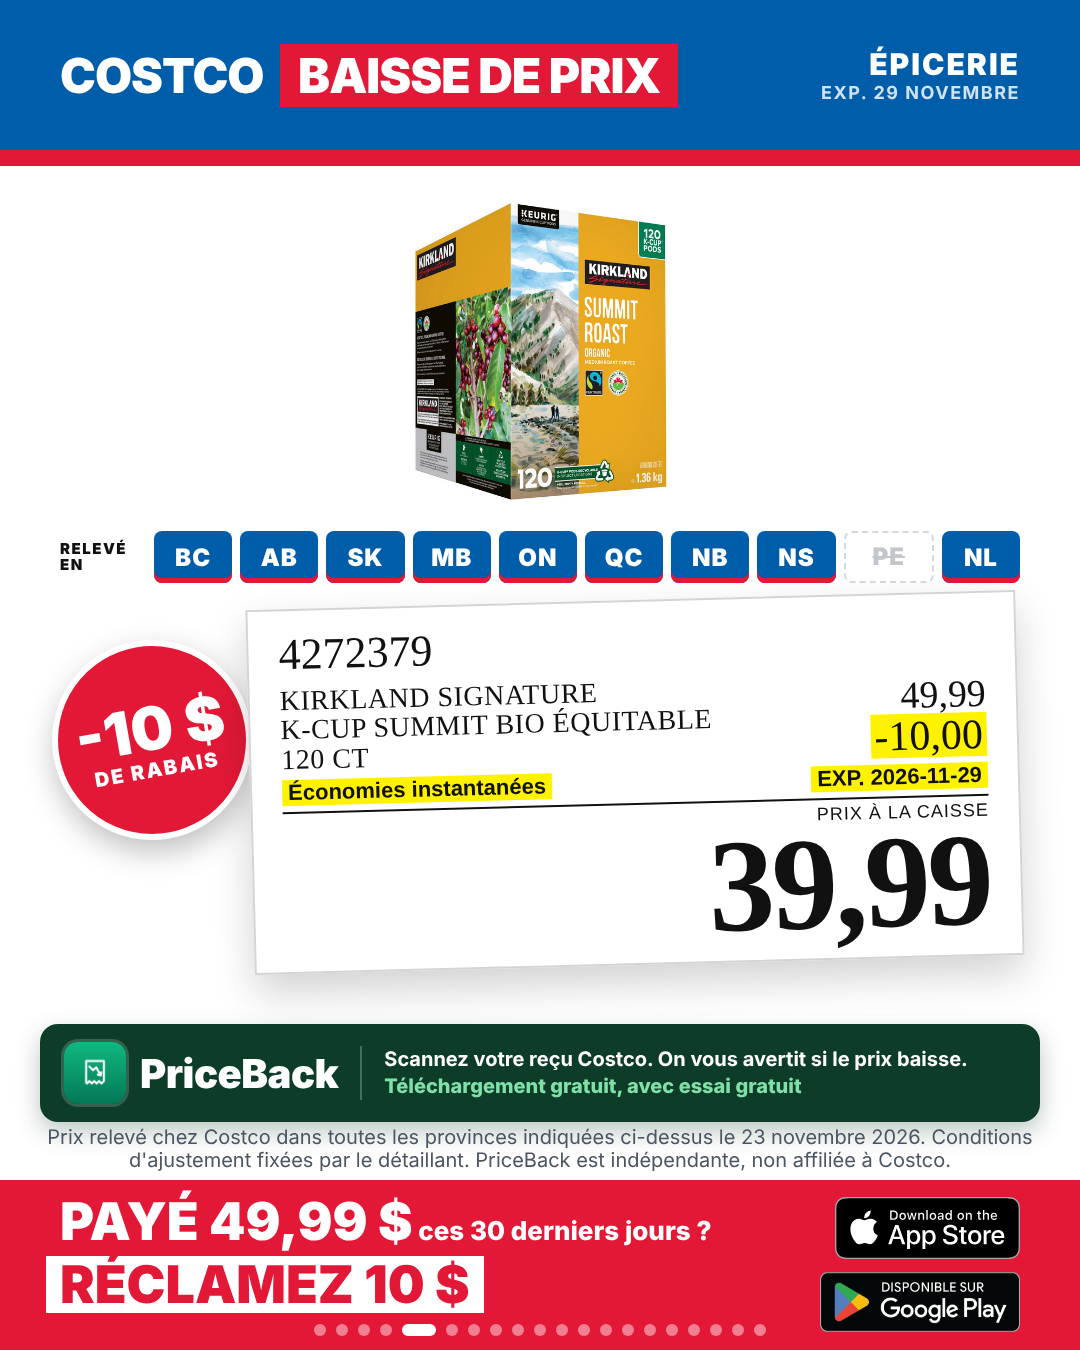 COSTCO BAISSE DE PRIX
ÉPICERIE
EXP. 29 NOVEMBRE
KEURIG
120
K-CUP
PODS
KIRKLAND
Signature
KIRKLAND
Signature
SUMMIT
ROAST
ORGANIC
MEDIUM ROAST COFFEE
KIRKLAND
120
1.36 kg
RELEVÉ
EN
BC AB SK MB ON QC NB NS PE NL
4272379
KIRKLAND SIGNATURE
K-CUP SUMMIT BIO ÉQUITABLE
120 CT
Économies instantanées
49,99
-10,00
EXP. 2026-11-29
PRIX À LA CAISSE
39,99
-10 $
DE RABAIS
PriceBack
Scannez votre reçu Costco. On vous avertit si le prix baisse.
Téléchargement gratuit, avec essai gratuit
Prix relevé chez Costco dans toutes les provinces indiquées ci-dessus le 23 novembre 2026. Conditions
d'ajustement fixées par le détaillant. PriceBack est indépendante, non affiliée à Costco.
PAYÉ 49,99 $ ces 30 derniers jours ?
RÉCLAMEZ 10 $
Download on the
App Store
DISPONIBLE SUR
Google Play